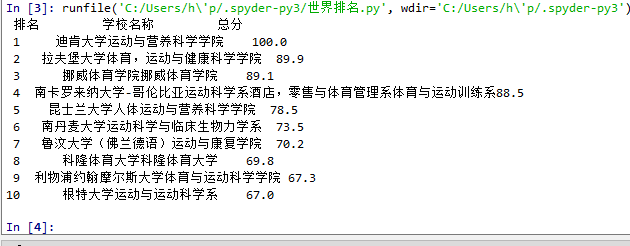 In [3]: runfile('C:/Users/h\'p/.spyder-py3/世界排名.py', wdir='C:/Users/h\'p/.spyder-py3')
排名 学校名称 总分
1 迪肯大学运动与营养科学学院 100.0
2 拉夫堡大学体育，运动与健康科学学院 89.9
3 挪威体育学院挪威体育学院 89.1
4 南卡罗来纳大学-哥伦比亚运动科学系酒店，零售与体育管理系体育与运动训练系88.5
5 昆士兰大学人体运动与营养科学学院 78.5
6 南丹麦大学运动科学与临床生物力学系 73.5
7 鲁汶大学（佛兰德语）运动与康复学院 70.2
8 科隆体育大学科隆体育大学 69.8
9 利物浦约翰摩尔斯大学体育与运动科学学院 67.3
10 根特大学运动与运动科学系 67.0
In [4]: